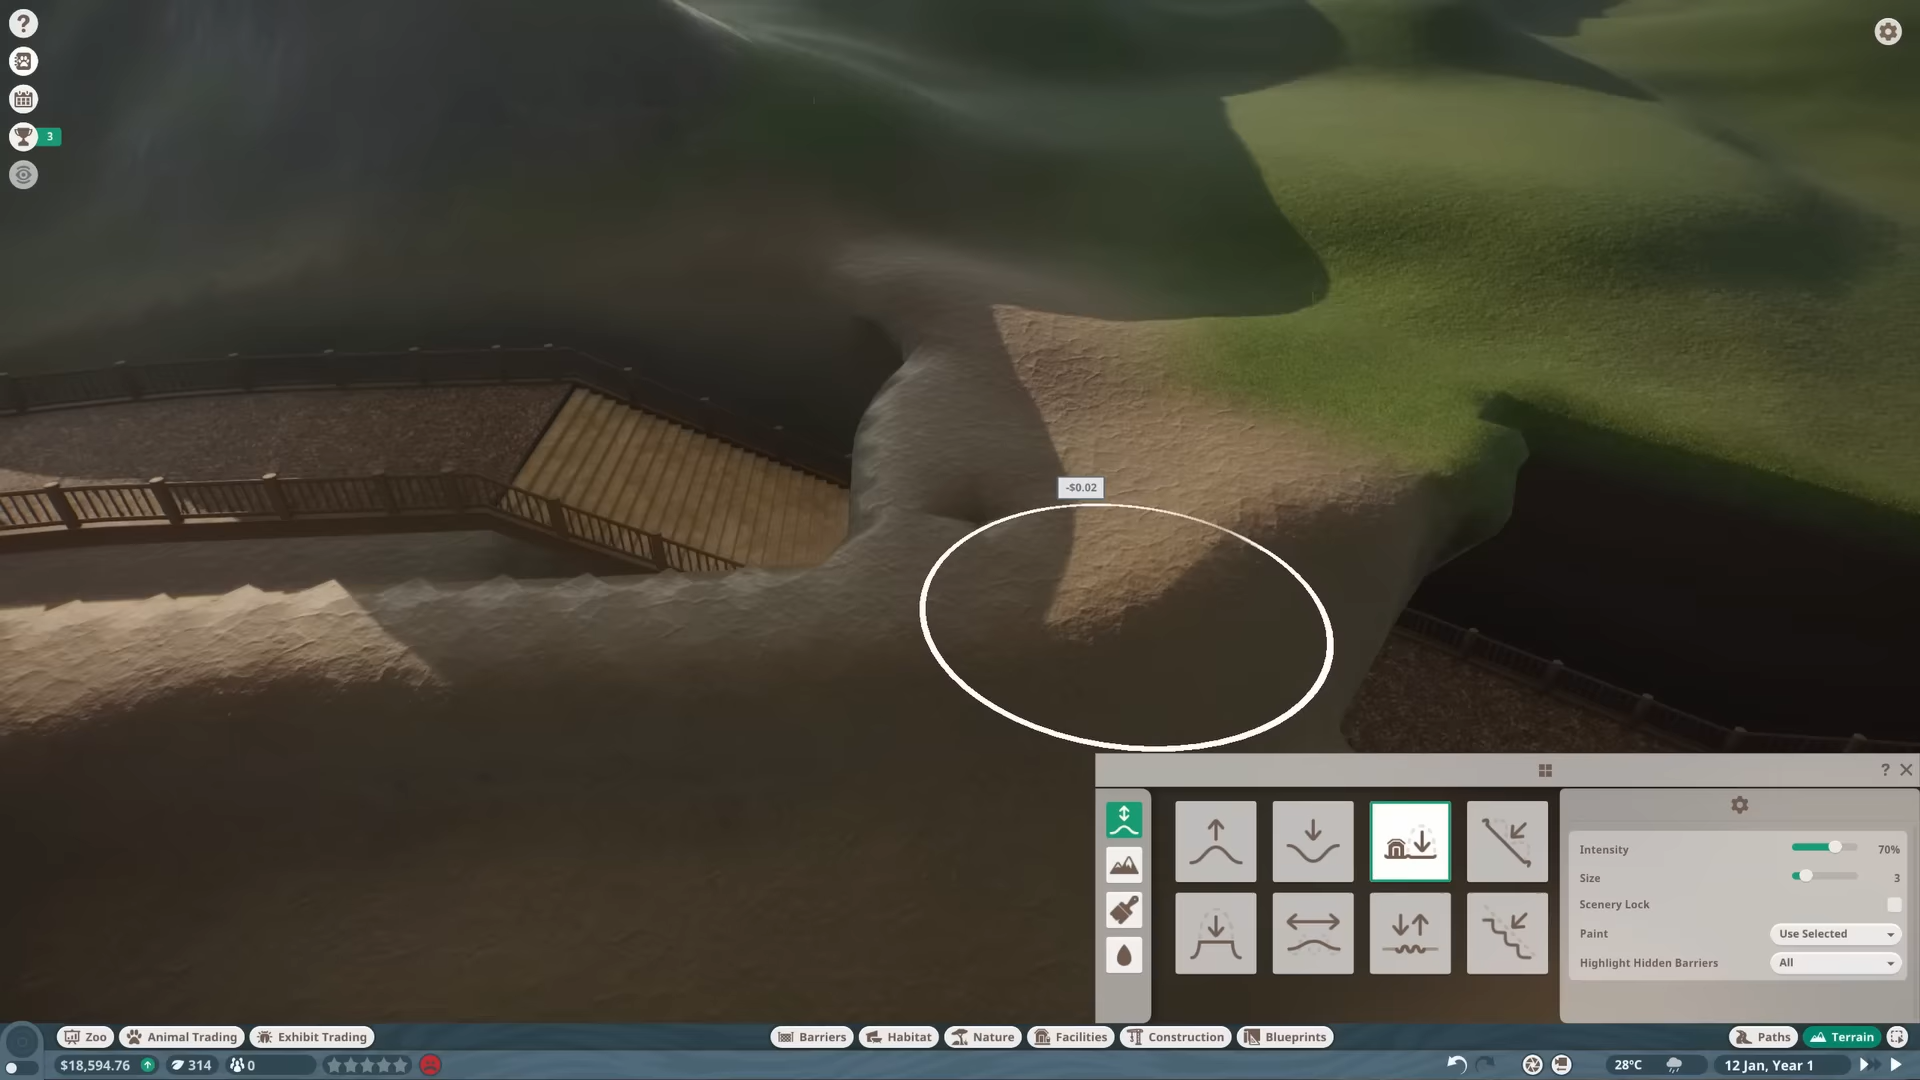 ?
3
-$0.02
?
Intensity 70%
Size 3
Scenery Lock
Paint Use Selected
Highlight Hidden Barriers All
Zoo Animal Trading Exhibit Trading Barriers Habitat Nature Facilities Construction Blueprints Paths Terrain
$18,594.76 314 0 28°C 12 Jan, Year 1